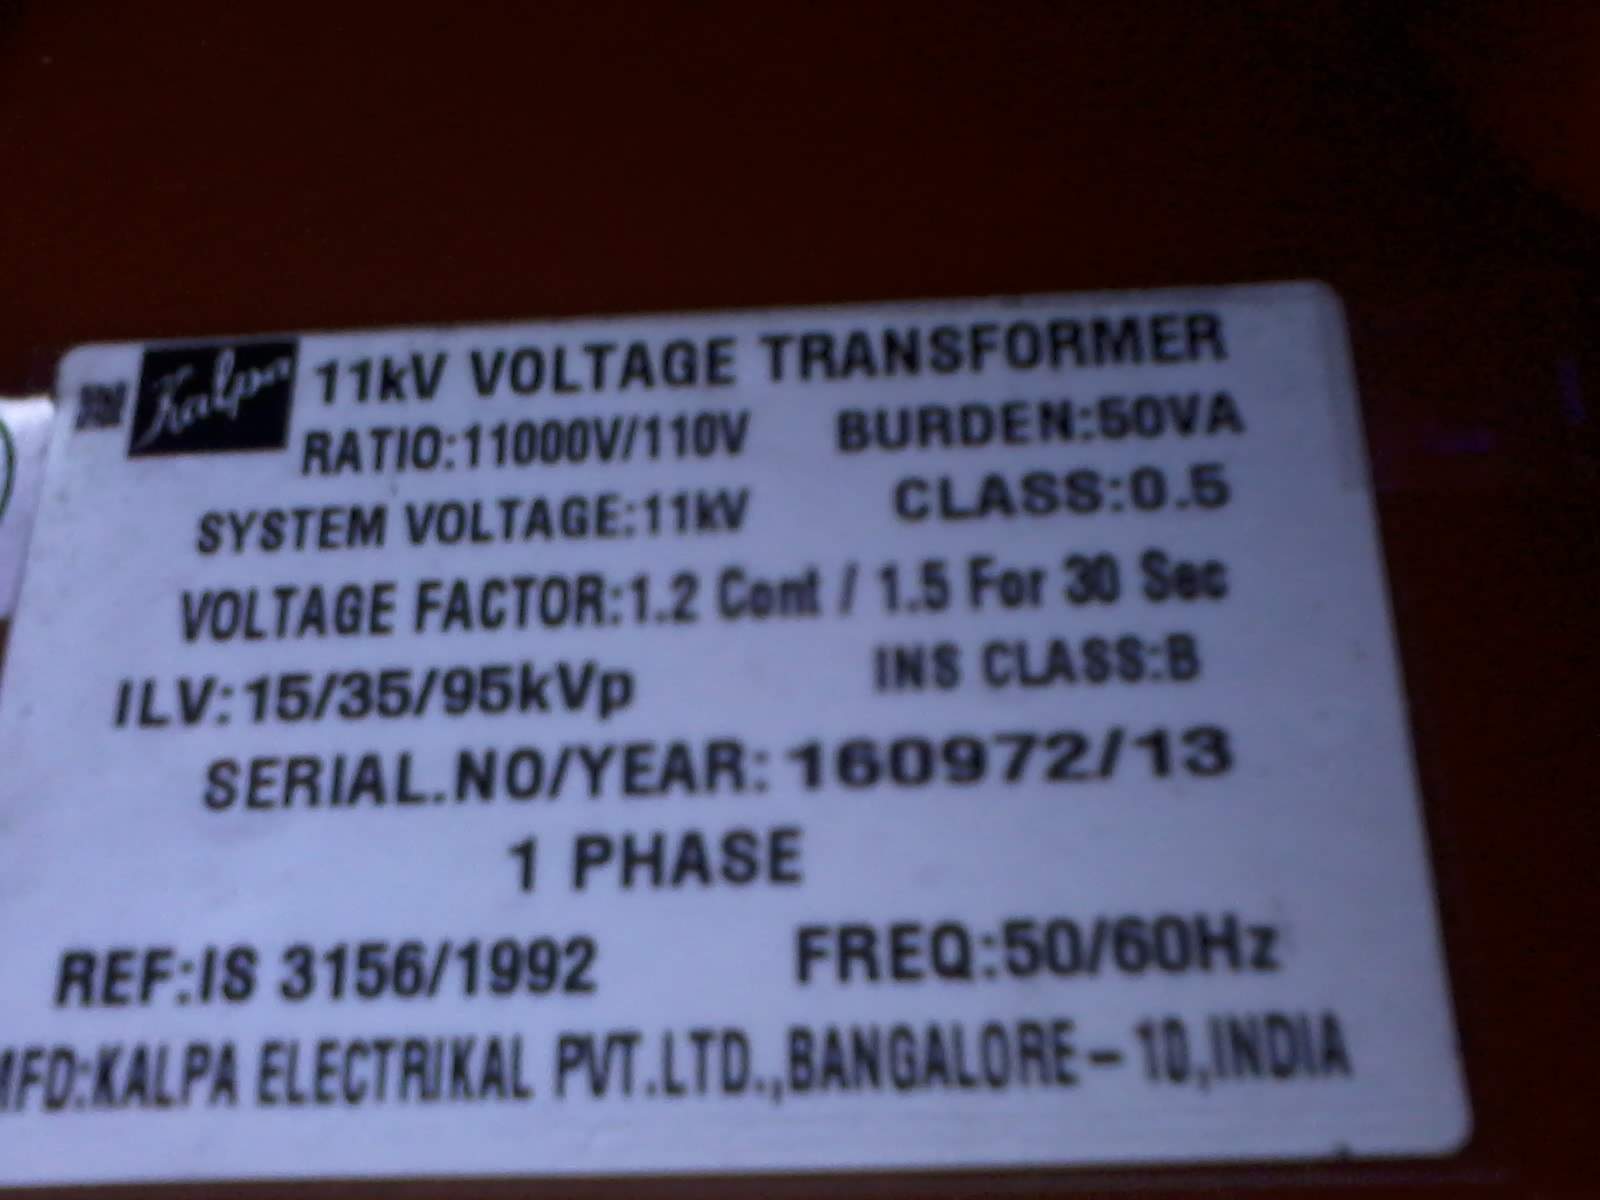 Kalpa 11kV VOLTAGE TRANSFORMER
RATIO:11000V/110V BURDEN:50VA
SYSTEM VOLTAGE:11kV CLASS:0.5
VOLTAGE FACTOR:1.2 Cont / 1.5 For 30 Sec
ILV:15/35/95kVp INS CLASS:B
SERIAL.NO/YEAR: 160972/13
1 PHASE
REF:IS 3156/1992 FREQ:50/60Hz
MFD:KALPA ELECTRIKAL PVT.LTD.,BANGALORE – 10,INDIA